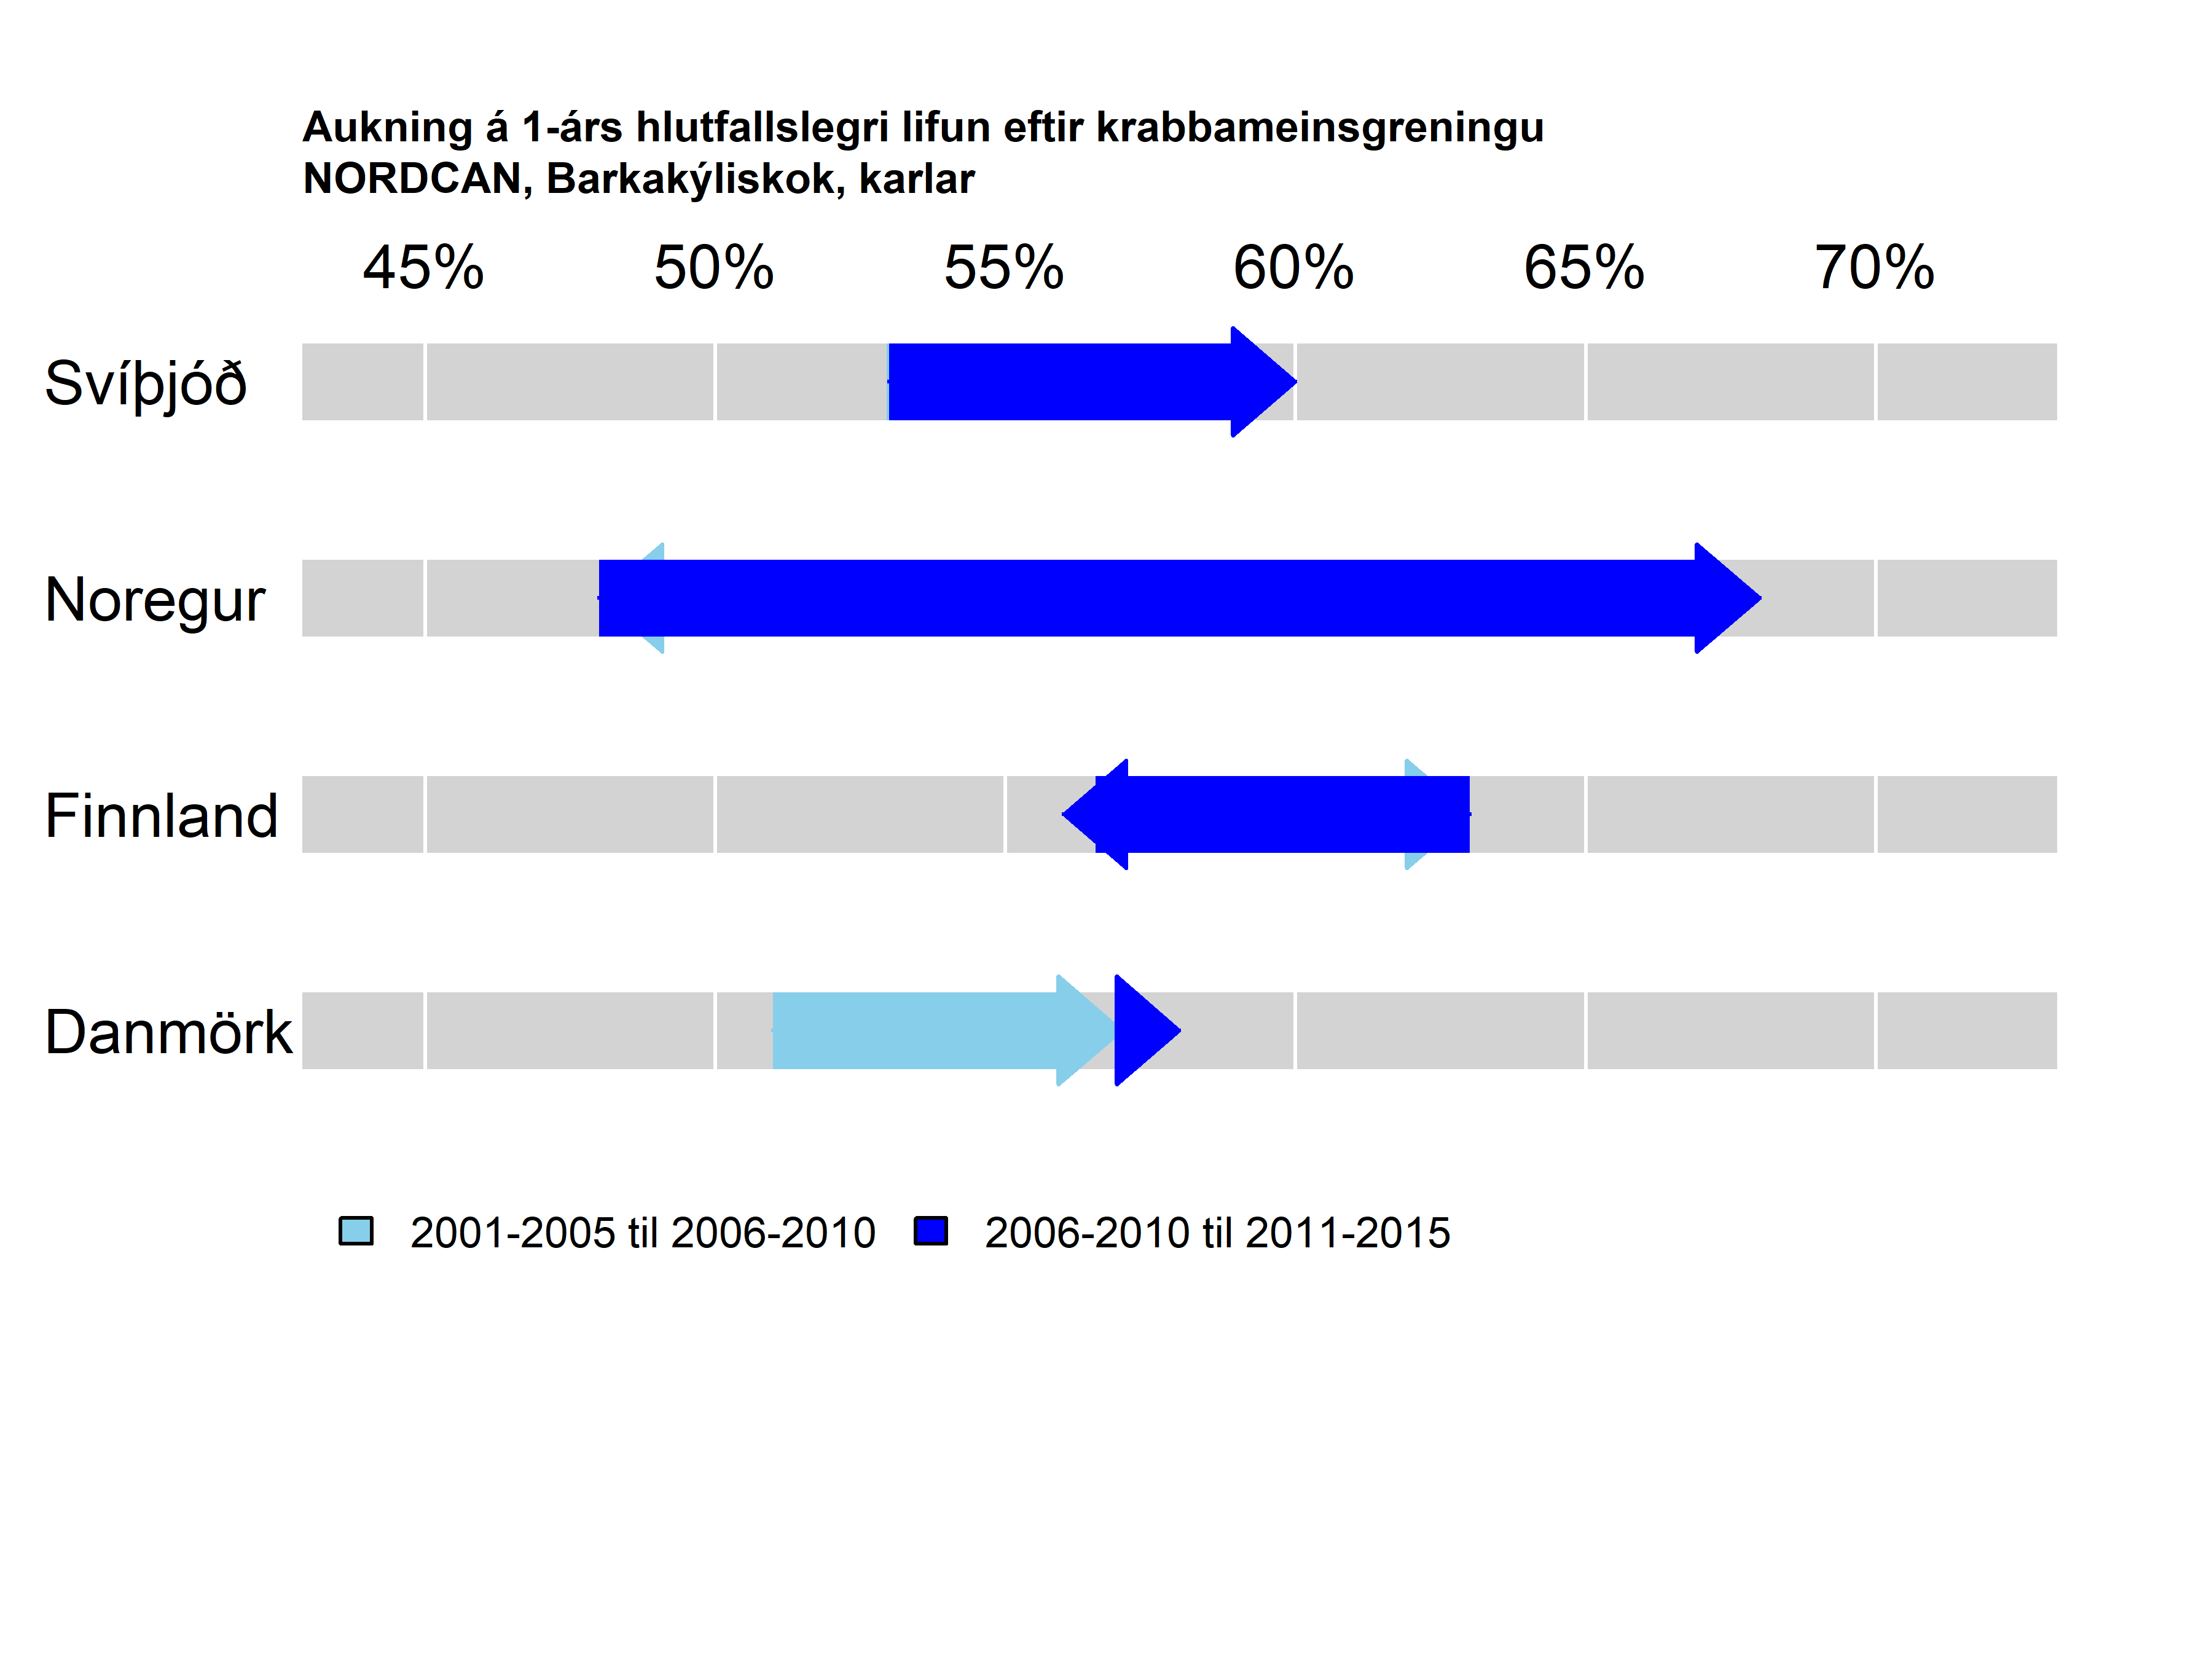 Aukning á 1-árs hlutfallslegri lifun eftir krabbameinsgreningu
NORDCAN, Barkakýliskok, karlar
45% 50% 55% 60% 65% 70%
Svíþjóð
Noregur
Finnland
Danmörk
2001-2005 til 2006-2010 2006-2010 til 2011-2015